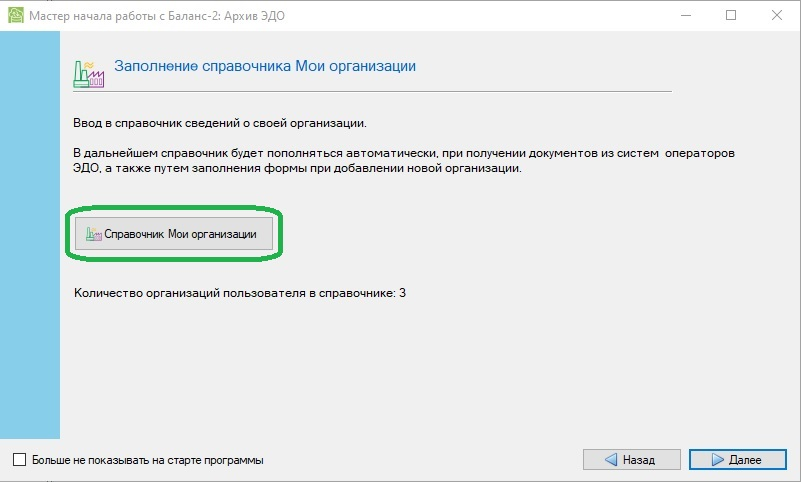 Мастер начала работы с Баланс-2: Архив ЭДО
Заполнение справочника Мои организации
Ввод в справочник сведений о своей организации.
В дальнейшем справочник будет пополняться автоматически, при получении документов из систем операторов
ЭДО, а также путем заполнения формы при добавлении новой организации.
Справочник Мои организации
Количество организаций пользователя в справочнике: 3
Больше не показывать на старте программы
Назад
Далее